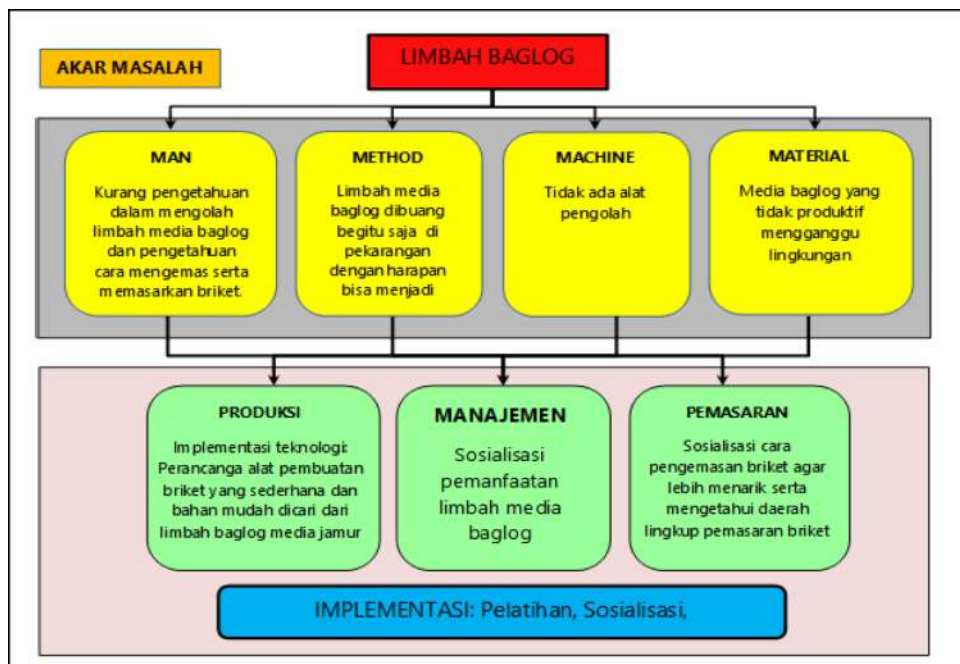 AKAR MASALAH
LIMBAH BAGLOG
MAN
Kurang pengetahuan
dalam mengolah
limbah media baglog
dan pengetahuan
cara mengemas serta
memasarkan briket.
METHOD
Limbah media
baglog dibuang
begitu saja di
pekarangan
dengan harapan
bisa menjadi
MACHINE
Tidak ada alat
pengolah
MATERIAL
Media baglog yang
tidak produktif
mengganggu
lingkungan
PRODUKSI
Implementasi teknologi:
Perancanga alat pembuatan
briket yang sederhana dan
bahan mudah dicari dari
limbah baglog media jamur
MANAJEMEN
Sosialisasi
pemanfaatan
limbah media
baglog
PEMASARAN
Sosialisasi cara
pengemasan briket agar
lebih menarik serta
mengetahui daerah
lingkup pemasaran briket
IMPLEMENTASI: Pelatihan, Sosialisasi,